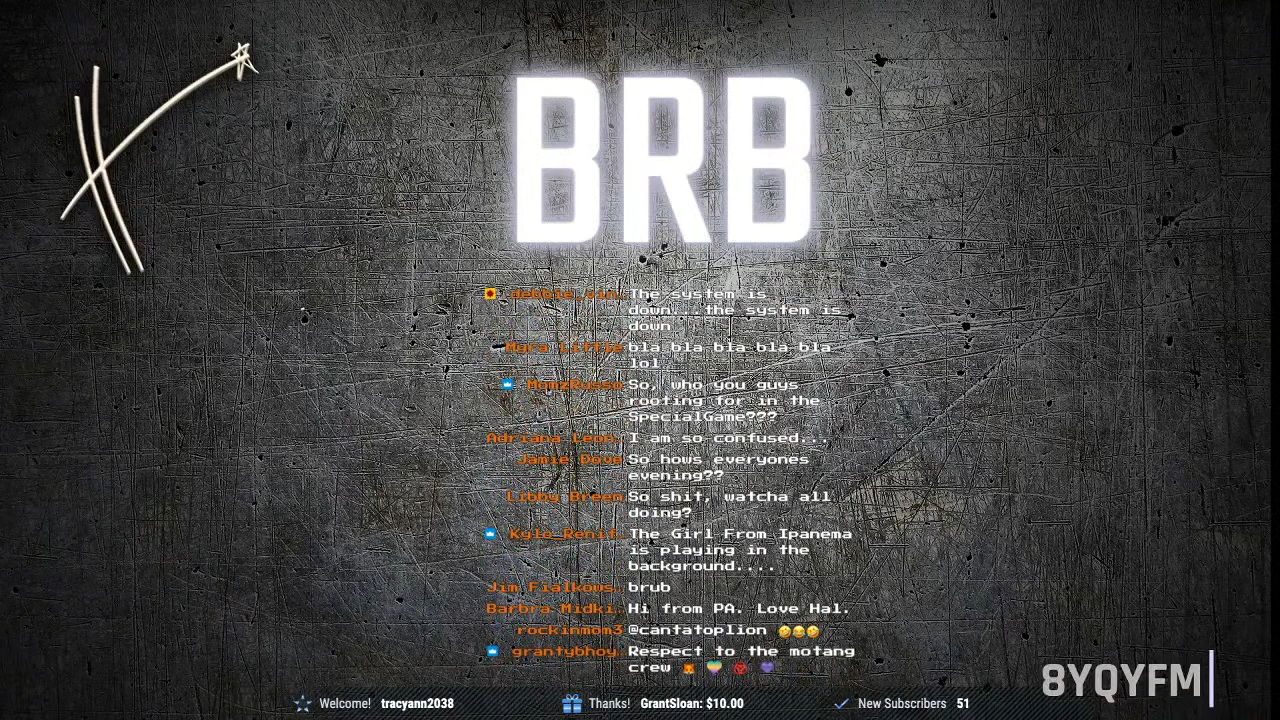 BRB
debbie_vin… The system is
down...the system is
down
Myra Little bla bla bla bla bla
lol
MomzRusso So, who you guys
rooting for in the
SpecialGame???
Adriana Leon… I am so confused...
Jamie Dove So hows everyones
evening??
Libby Breen So shit, watcha all
doing?
Kylo_Renif… The Girl From Ipanema
is playing in the
background....
Jim Fialkows… brub
Barbra Midki… Hi from PA. Love Hal.
rockinmom3 @cantatoplion 🤣😂🤣
grantybhoy… Respect to the motang
crew
8YQYFM
Welcome! tracyann2038 Thanks! GrantSloan: $10.00 New Subscribers 51